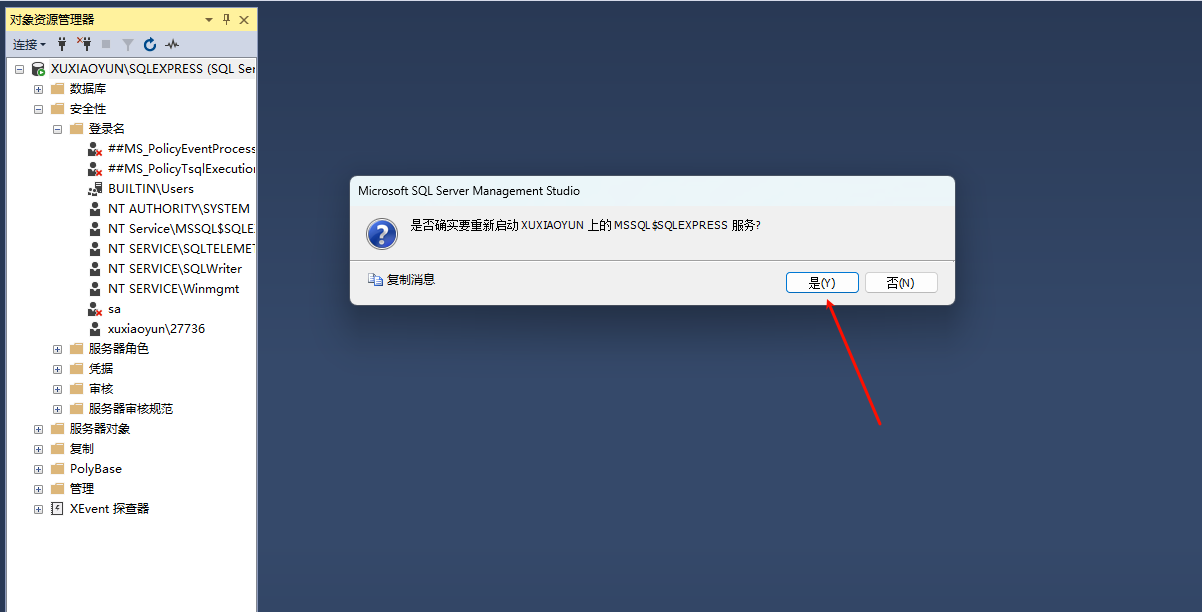 对象资源管理器
连接
XUXIAOYUN\SQLEXPRESS (SQL Ser
数据库
安全性
登录名
##MS_PolicyEventProcess
##MS_PolicyTsqlExecution
BUILTIN\Users
NT AUTHORITY\SYSTEM
NT Service\MSSQL$SQLE
NT SERVICE\SQLTELEMET
NT SERVICE\SQLWriter
NT SERVICE\Winmgmt
sa
xuxiaoyun\27736
服务器角色
凭据
审核
服务器审核规范
服务器对象
复制
PolyBase
管理
XEvent 探查器
Microsoft SQL Server Management Studio
是否确实要重新启动 XUXIAOYUN 上的 MSSQL$SQLEXPRESS 服务?
复制消息
是(Y)
否(N)